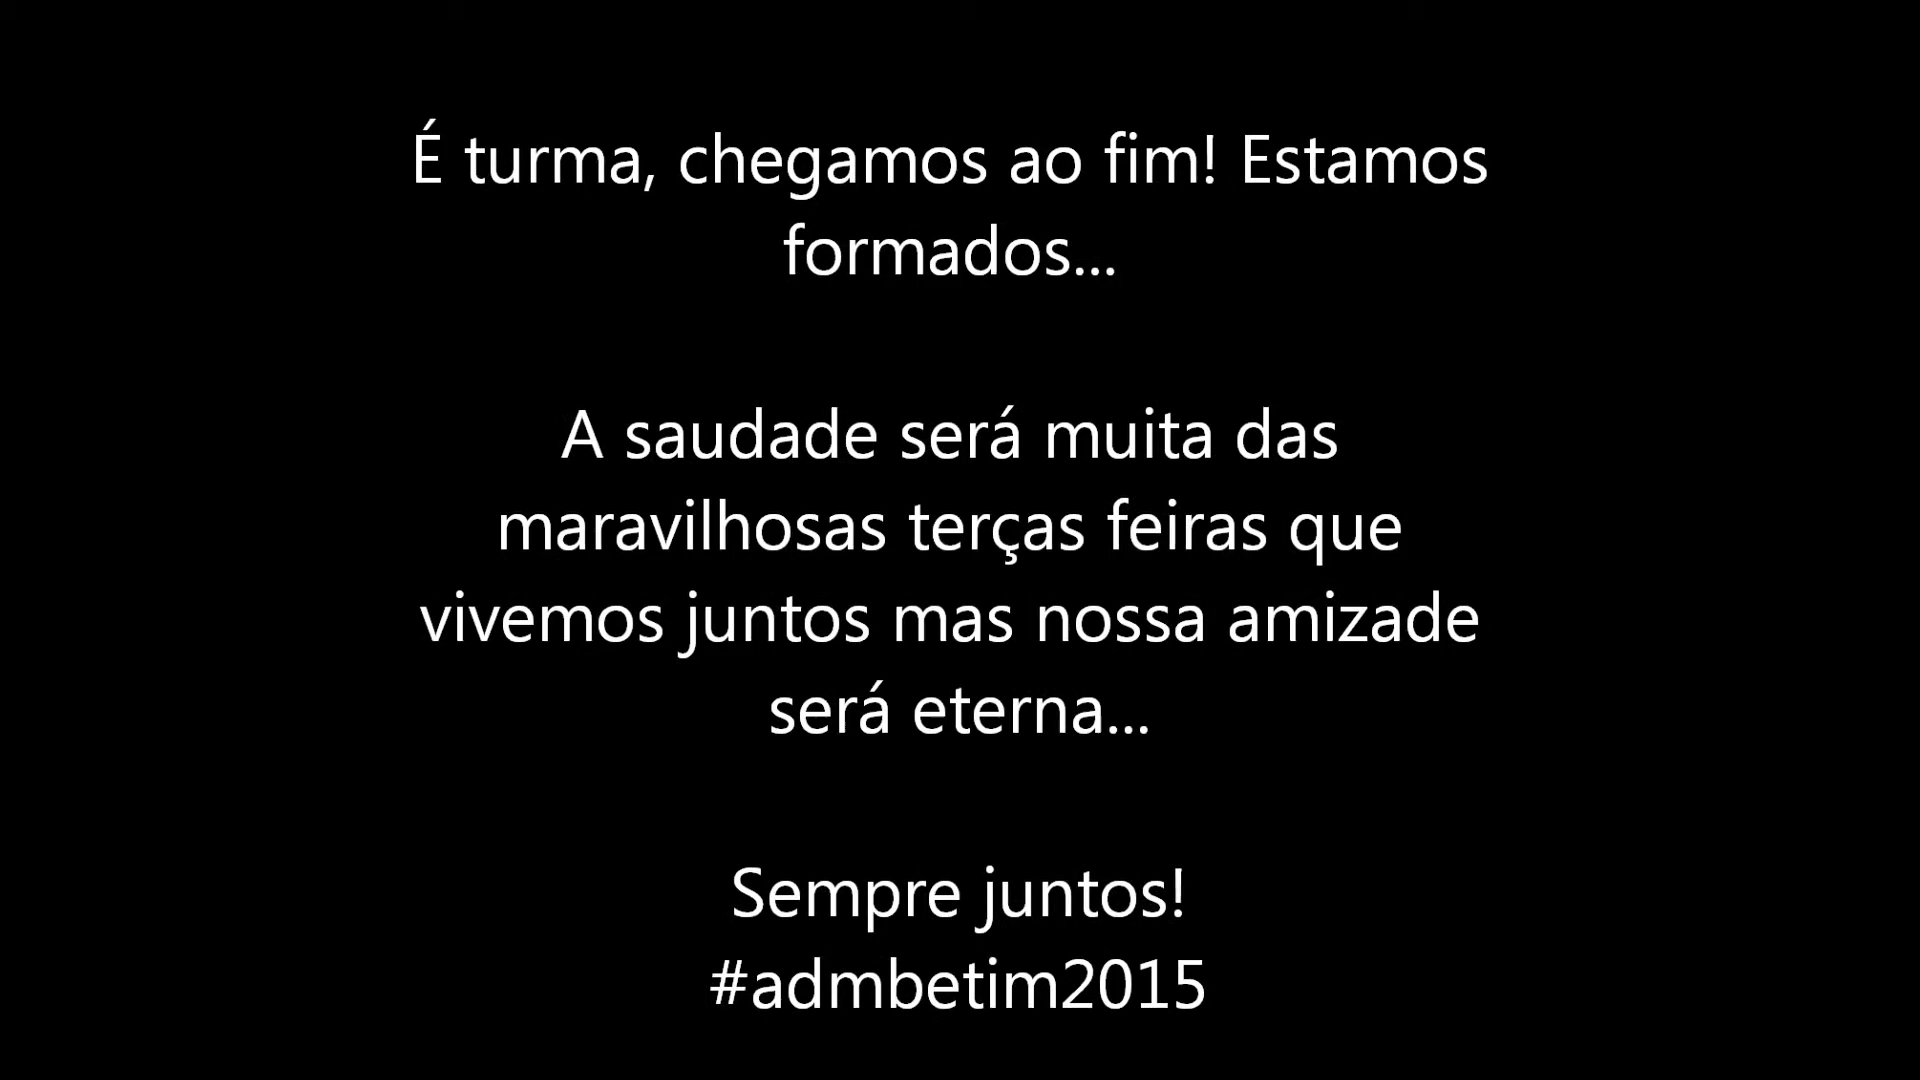 É turma, chegamos ao fim! Estamos
formados...
A saudade será muita das
maravilhosas terças feiras que
vivemos juntos mas nossa amizade
será eterna...
Sempre juntos!
#admbetim2015